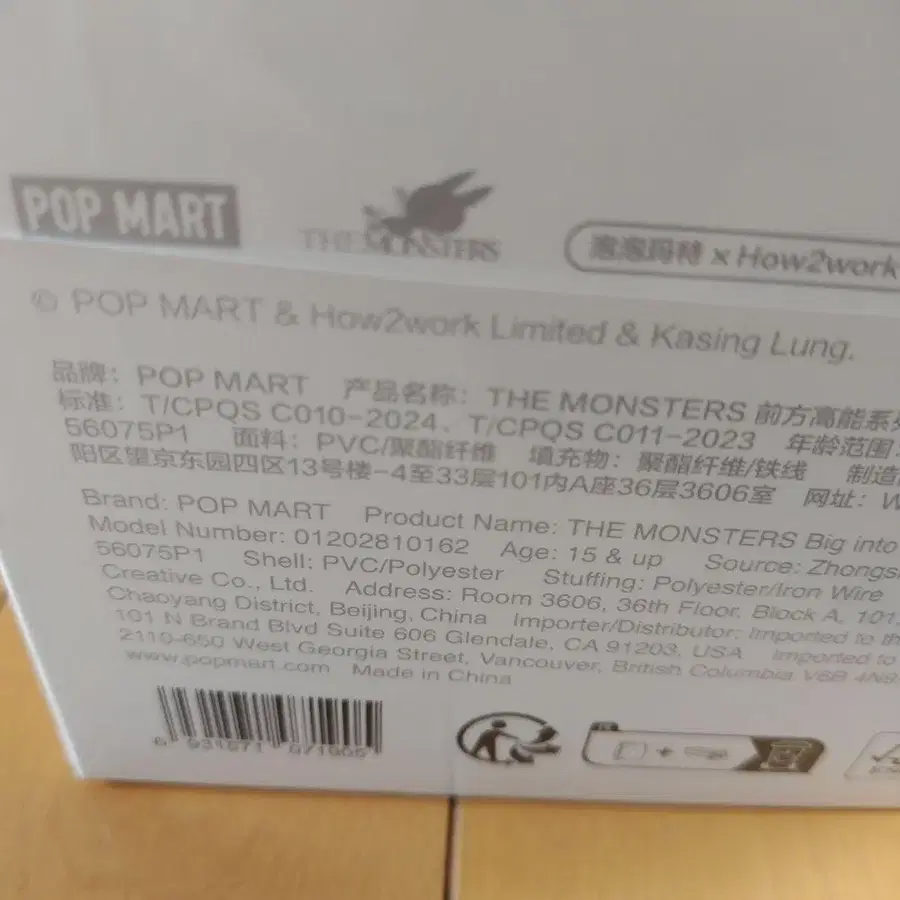 POP MART
THE MONSTERS
泡泡玛特 x How2work
© POP MART & How2work Limited & Kasing Lung.
品牌：POP MART 产品名称：THE MONSTERS 前方高能系
标准：T/CPQS C010-2024、T/CPQS C011-2023 年龄范围：
56075P1 面料：PVC/聚酯纤维 填充物：聚酯纤维/铁线 制造
阳区望京东园四区13号楼-4至33层101内A座36层3606室 网址：W
Brand: POP MART Product Name: THE MONSTERS Big into
Model Number: 01202810162 Age: 15 & up Source: Zhongs
56075P1 Shell: PVC/Polyester Stuffing: Polyester/Iron Wire
Creative Co., Ltd. Address: Room 3606, 36th Floor, Block A, 101,
Chaoyang District, Beijing, China Importer/Distributor: Imported to th
101 N Brand Blvd Suite 606 Glendale, CA 91203, USA Imported to
2110-650 West Georgia Street, Vancouver, British Columbia V6B 4N9
www.popmart.com Made in China